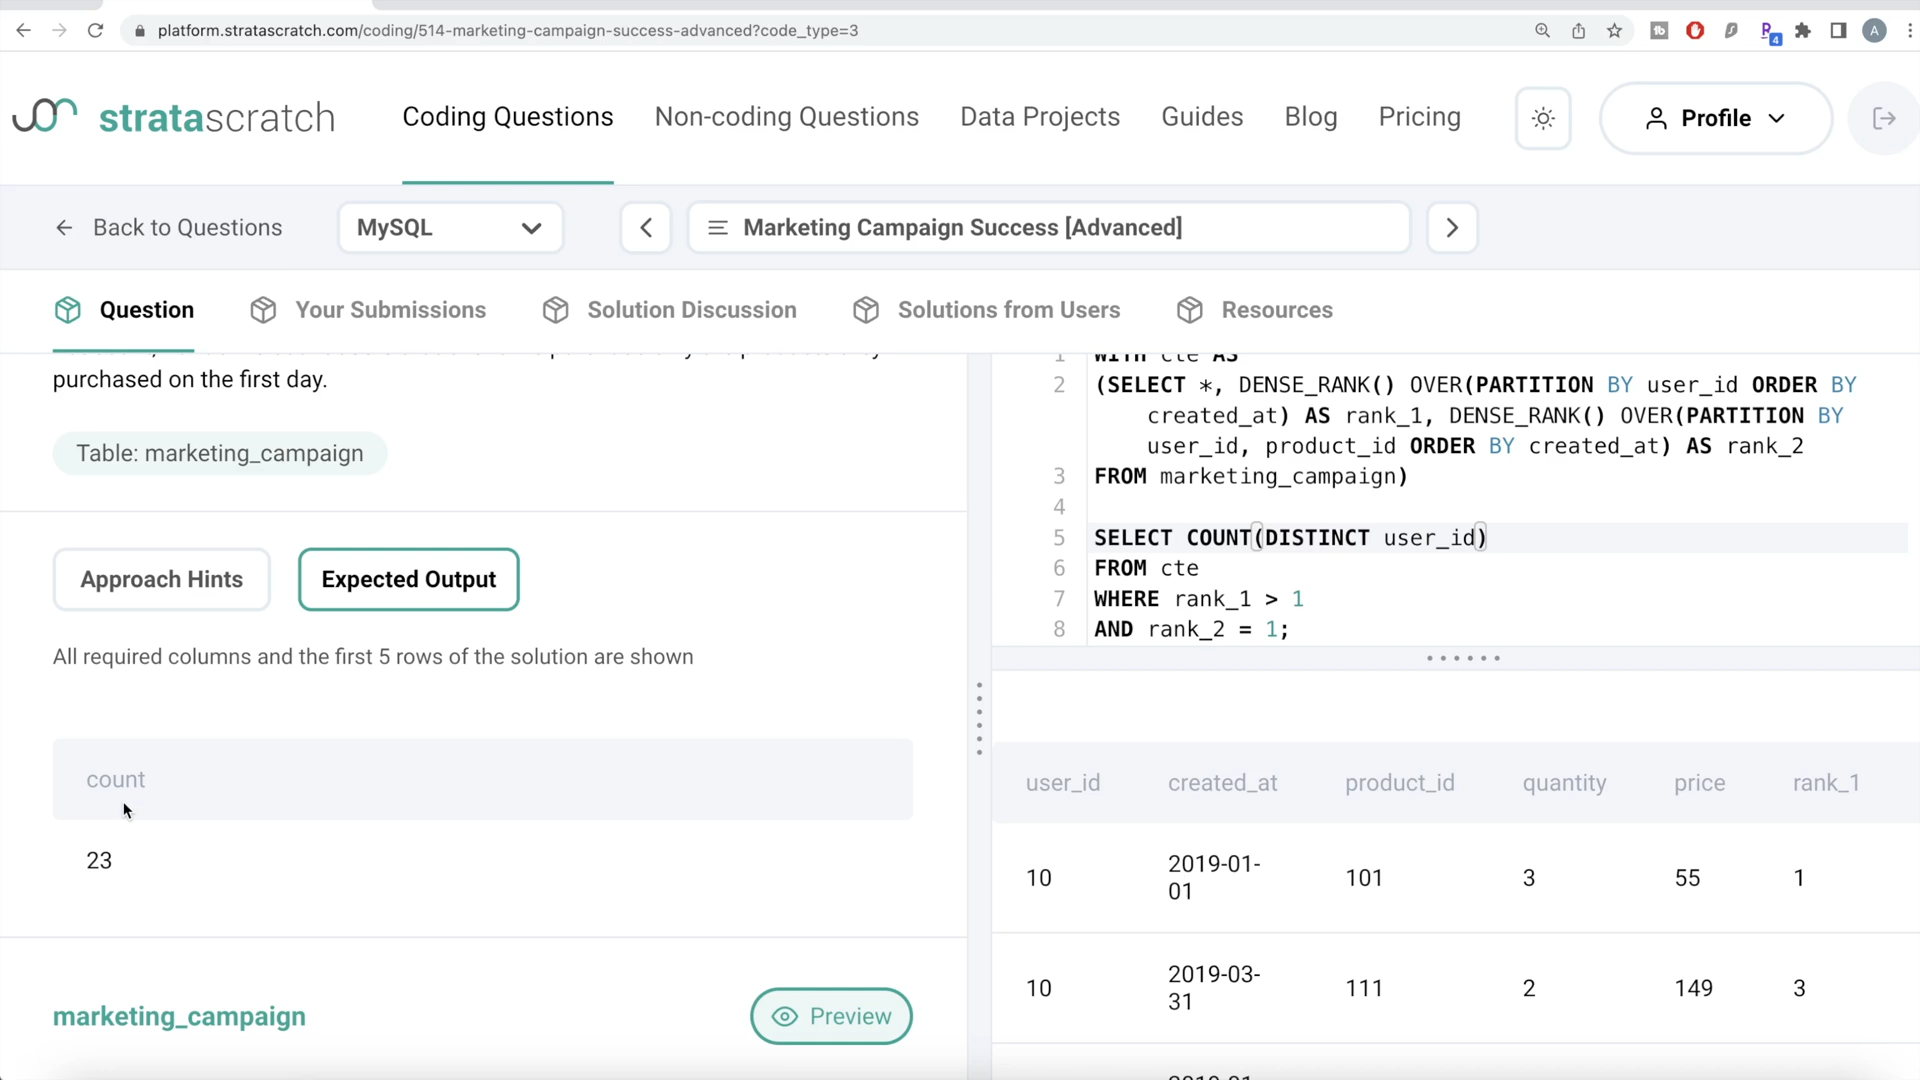 platform.stratascratch.com/coding/514-marketing-campaign-success-advanced?code_type=3
4
A
stratascratch
Coding Questions
Non-coding Questions
Data Projects
Guides
Blog
Pricing
Profile
Back to Questions
MySQL
Marketing Campaign Success [Advanced]
Question
Your Submissions
Solution Discussion
Solutions from Users
Resources
purchased on the first day.
Table: marketing_campaign
Approach Hints
Expected Output
All required columns and the first 5 rows of the solution are shown
count
23
marketing_campaign
Preview
1 WITH cte AS
2 (SELECT *, DENSE_RANK() OVER(PARTITION BY user_id ORDER BY
created_at) AS rank_1, DENSE_RANK() OVER(PARTITION BY
user_id, product_id ORDER BY created_at) AS rank_2
3 FROM marketing_campaign)
4
5 SELECT COUNT(DISTINCT user_id)
6 FROM cte
7 WHERE rank_1 > 1
8 AND rank_2 = 1;
user_id created_at product_id quantity price rank_1
10 2019-01-01 101 3 55 1
10 2019-03-31 111 2 149 3